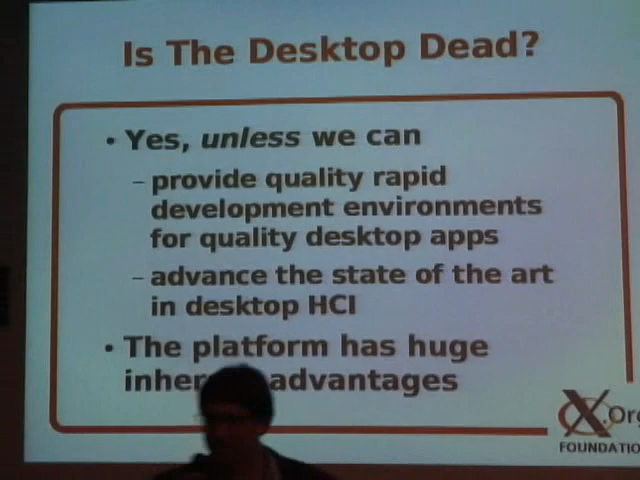 Is The Desktop Dead?
• Yes, unless we can
– provide quality rapid
development environments
for quality desktop apps
– advance the state of the art
in desktop HCI
• The platform has huge
advantages
X.Org
FOUNDATIO